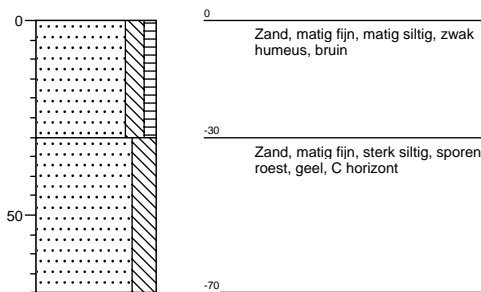 0
50
0
Zand, matig fijn, matig siltig, zwak
humeus, bruin
-30
Zand, matig fijn, sterk siltig, sporen
roest, geel, C horizont
-70